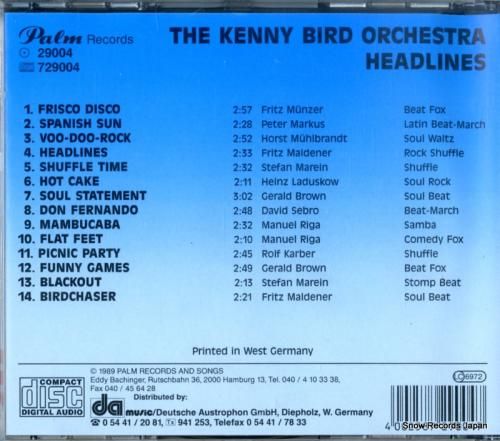 Palm Records
29004
729004
THE KENNY BIRD ORCHESTRA
HEADLINES
1. FRISCO DISCO 2:57 Fritz Münzer Beat Fox
2. SPANISH SUN 2:28 Peter Markus Latin Beat-March
3. VOO-DOO-ROCK 2:52 Horst Mühlbrandt Soul Waltz
4. HEADLINES 2:33 Fritz Maldener Rock Shuffle
5. SHUFFLE TIME 2:32 Stefan Marein Shuffle
6. HOT CAKE 2:11 Heinz Laduskow Soul Rock
7. SOUL STATEMENT 3:02 Gerald Brown Soul Beat
8. DON FERNANDO 2:48 David Sebro Beat-March
9. MAMBUCABA 2:32 Manuel Riga Samba
10. FLAT FEET 2:10 Manuel Riga Comedy Fox
11. PICNIC PARTY 2:45 Rolf Karber Shuffle
12. FUNNY GAMES 2:49 Gerald Brown Beat Fox
13. BLACKOUT 2:13 Stefan Marein Stomp Beat
14. BIRDCHASER 2:21 Fritz Maldener Soul Beat
Printed in West Germany
© 1989 PALM RECORDS AND SONGS
Eddy Bachinger, Rutschbahn 36, 2000 Hamburg 13, Tel. 040 / 4 10 33 38,
Fax 040 / 45 64 28
LC 6972
COMPACT
disc
DIGITAL AUDIO
Distributed by:
da music/Deutsche Austrophon GmbH, Diepholz, W. Germany
0 54 41 / 20 81, Tx 941 253, Telefax 0 54 41 / 78 33
Snow Records Japan